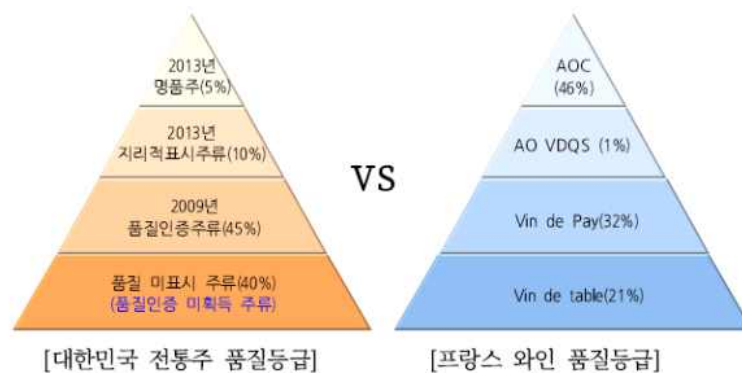 2013년
명품주(5%)
2013년
지리적표시주류(10%)
2009년
품질인증주류(45%)
품질 미표시 주류(40%)
(품질인증 미획득 주류)
[대한민국 전통주 품질등급]
VS
AOC
(46%)
AO VDQS (1%)
Vin de Pay(32%)
Vin de table(21%)
[프랑스 와인 품질등급]